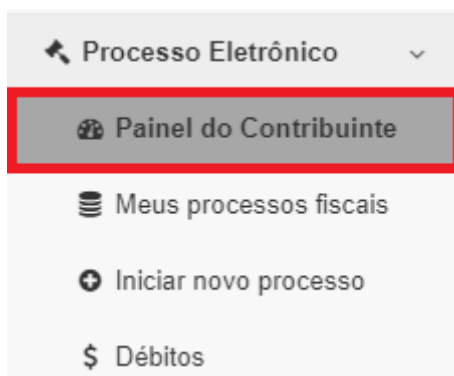 Processo Eletrônico
Painel do Contribuinte
Meus processos fiscais
Iniciar novo processo
$ Débitos